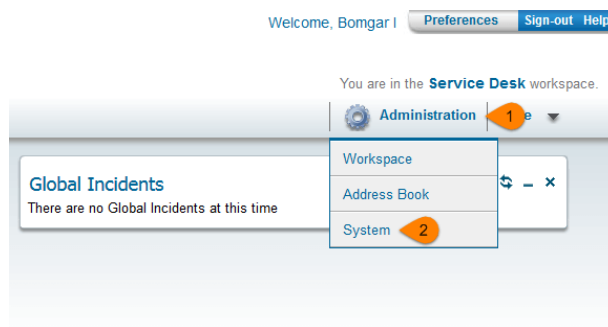 Welcome, Bomgar I Preferences Sign-out Help
You are in the Service Desk workspace.
Administration 1 e
Workspace
Global Incidents
There are no Global Incidents at this time
Address Book
System 2